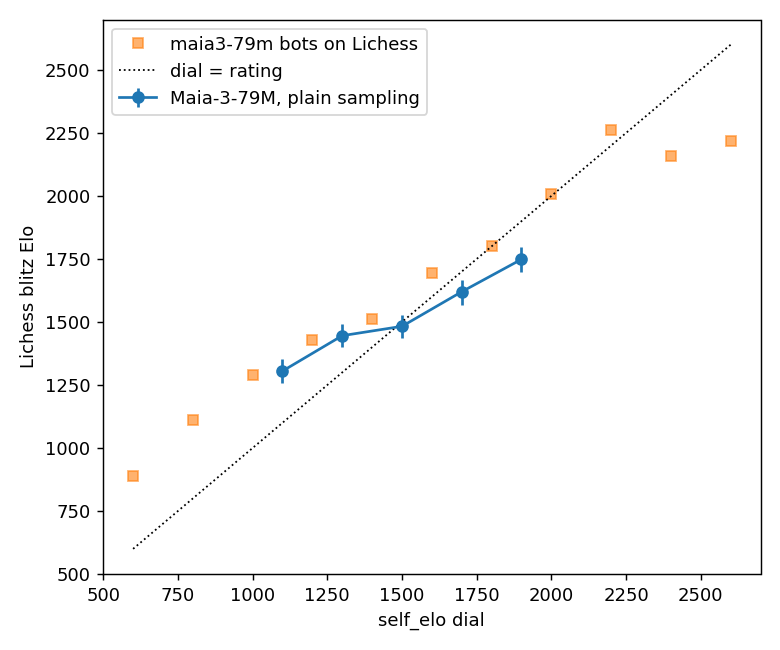 maia3-79m bots on Lichess
dial = rating
Maia-3-79M, plain sampling
Lichess blitz Elo
2500
2250
2000
1750
1500
1250
1000
750
500
500 750 1000 1250 1500 1750 2000 2250 2500
self_elo dial